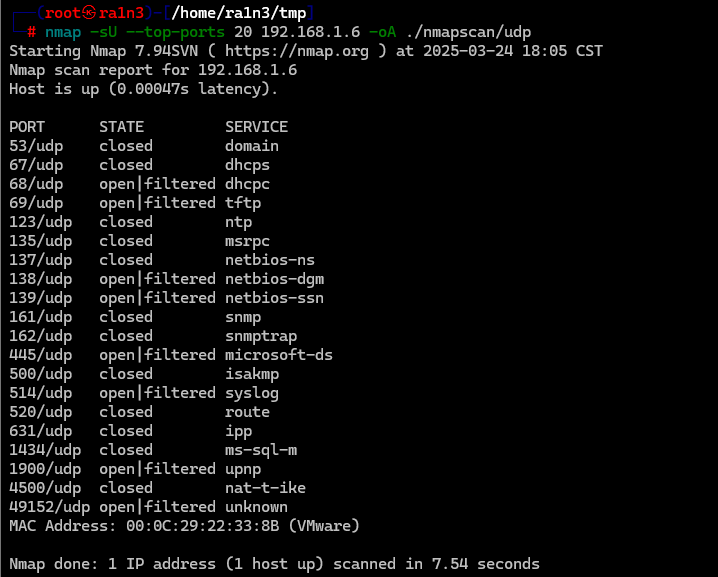 ┌──(root㉿ra1n3)-[/home/ra1n3/tmp]
└─# nmap -sU --top-ports 20 192.168.1.6 -oA ./nmapscan/udp
Starting Nmap 7.94SVN ( https://nmap.org ) at 2025-03-24 18:05 CST
Nmap scan report for 192.168.1.6
Host is up (0.00047s latency).

PORT      STATE         SERVICE
53/udp    closed        domain
67/udp    closed        dhcps
68/udp    open|filtered dhcpc
69/udp    open|filtered tftp
123/udp   closed        ntp
135/udp   closed        msrpc
137/udp   closed        netbios-ns
138/udp   open|filtered netbios-dgm
139/udp   open|filtered netbios-ssn
161/udp   closed        snmp
162/udp   closed        snmptrap
445/udp   open|filtered microsoft-ds
500/udp   closed        isakmp
514/udp   open|filtered syslog
520/udp   closed        route
631/udp   closed        ipp
1434/udp  closed        ms-sql-m
1900/udp  open|filtered upnp
4500/udp  closed        nat-t-ike
49152/udp open|filtered unknown
MAC Address: 00:0C:29:22:33:8B (VMware)

Nmap done: 1 IP address (1 host up) scanned in 7.54 seconds